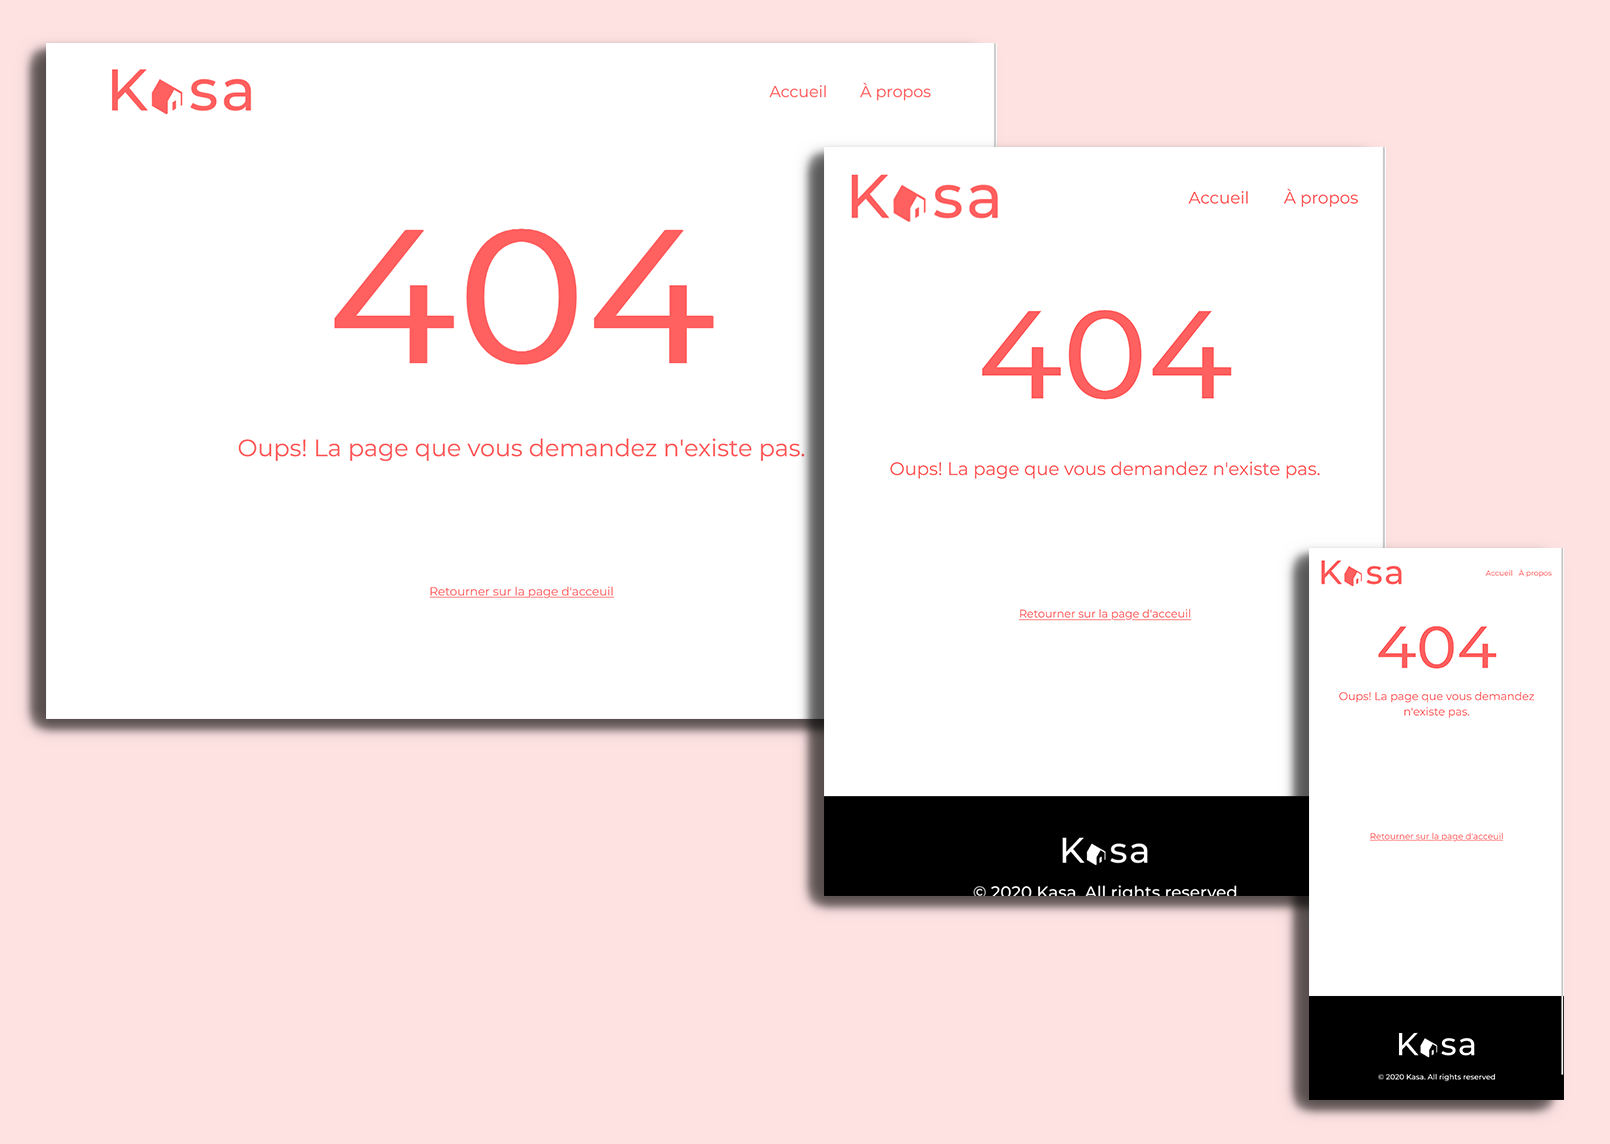 Kasa
Accueil À propos
404
Oups! La page que vous demandez n'existe pas.
Retourner sur la page d'acceuil
Kasa
Accueil À propos
404
Oups! La page que vous demandez n'existe pas.
Retourner sur la page d'acceuil
Kasa
© 2020 Kasa. All rights reserved
Kasa
Accueil À propos
404
Oups! La page que vous demandez
n'existe pas.
Retourner sur la page d'acceuil
Kasa
© 2020 Kasa. All rights reserved